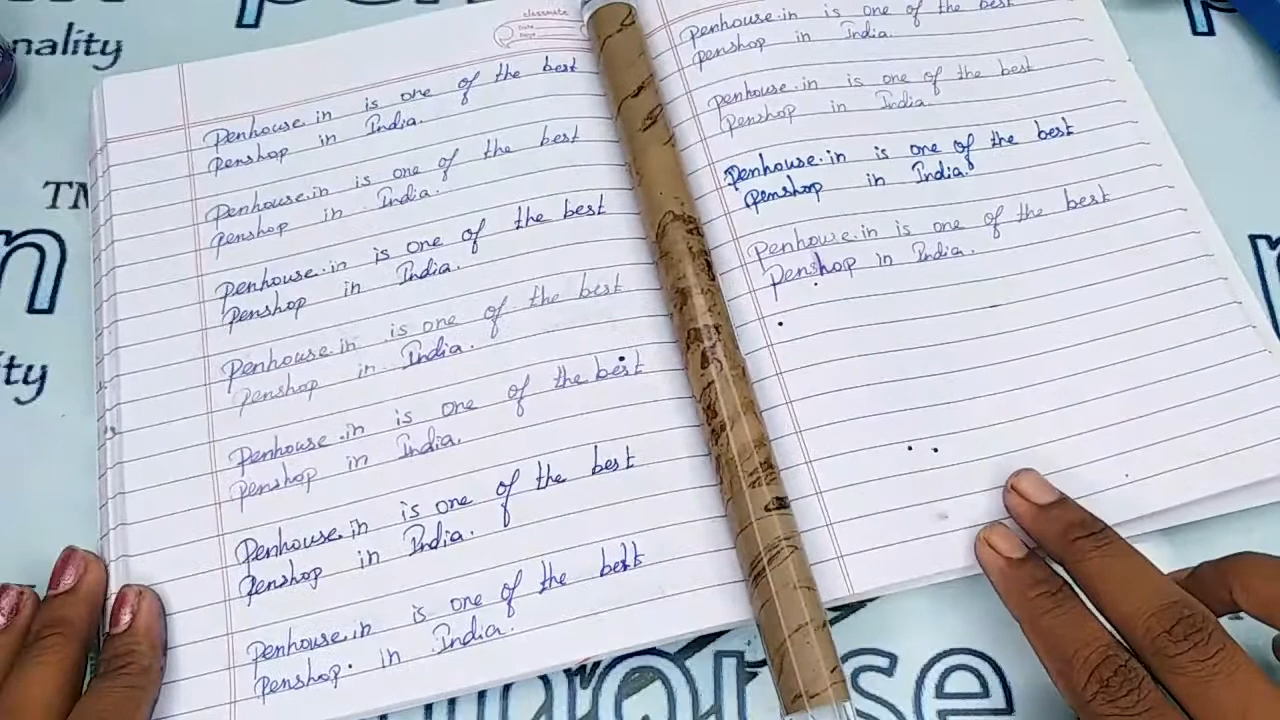 nality
TM
n
ty
classmate
Date
Page
Penhouse.in is one of the best
Penshop in India.
Penhouse.in is one of the best
Penshop in India.
Penhouse.in is one of the best
Penshop in India.
Penhouse.in is one of the best
Penshop in India.
Penhouse.in is one of the best
Penshop in India.
Penhouse.in is one of the best
Penshop in India.
Penhouse.in is one of the best
Penshop. in India.
Penhouse.in is one of the best
Penshop in India.
Penhouse.in is one of the best
Penshop in India.
Penhouse.in is one of the best
Penshop in India.
Penhouse.in is one of the best
Penshop in India.